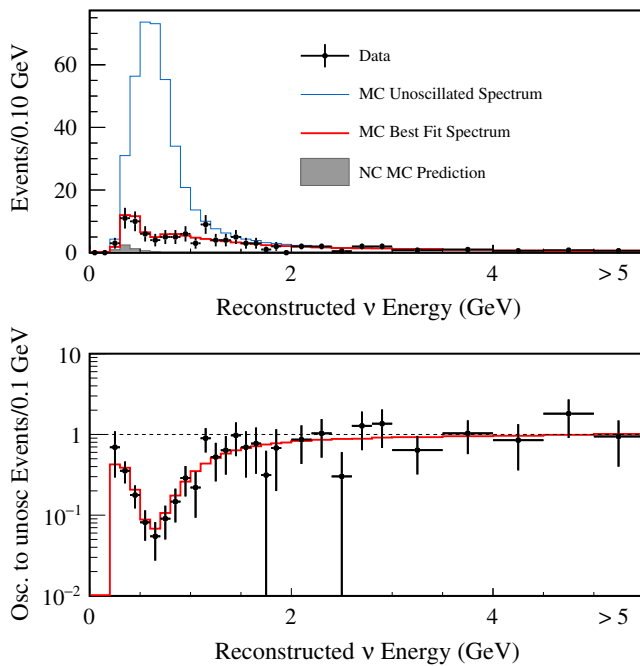 Events/0.10 GeV
60
40
20
0
Data
MC Unoscillated Spectrum
MC Best Fit Spectrum
NC MC Prediction
0 2 4 > 5
Reconstructed ν Energy (GeV)
Osc. to unosc Events/0.1 GeV
10
1
10⁻¹
10⁻²
0 2 4 > 5
Reconstructed ν Energy (GeV)